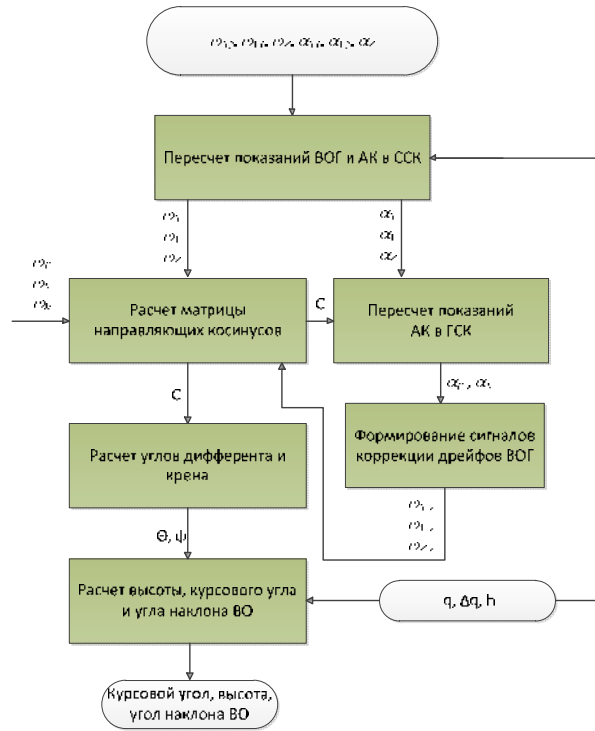 Пересчет показаний ВОГ и АК в ССК
Расчет матрицы
направляющих косинусов
C
Пересчет показаний
АК в ГСК
C
Расчет углов дифферента и
крена
Формирование сигналов
коррекции дрейфов ВОГ
Θ, ψ
Расчет высоты, курсового угла
и угла наклона ВО
q, Δq, h
Курсовой угол, высота,
угол наклона ВО